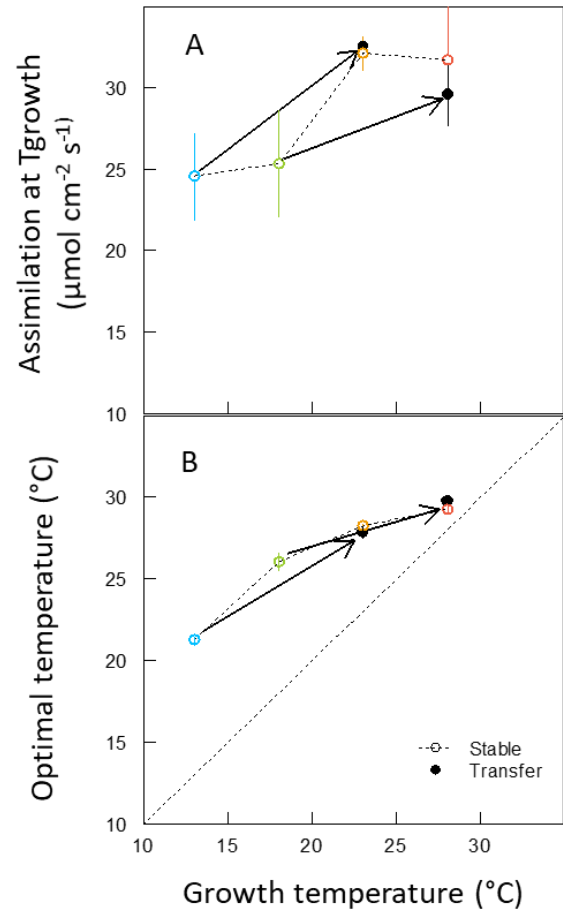 A
Assimilation at Tgrowth
(µmol cm⁻² s⁻¹)
30
25
20
15
10
B
Optimal temperature (°C)
30
25
20
15
10
Stable
Transfer
10 15 20 25 30
Growth temperature (°C)